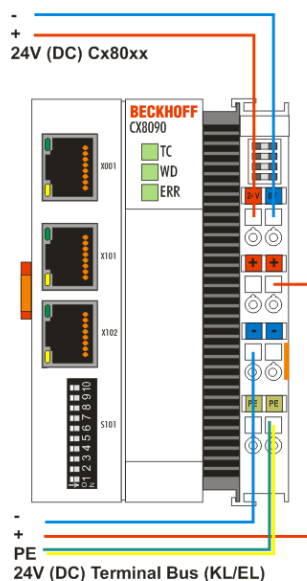 -
+
24V (DC) Cx80xx
BECKHOFF
CX8090
X001
TC
WD
ERR
24V 0V
X101
+ +
X102
- -
PE PE
S101
1 2 3 4 5 6 7 8 9 10
-
+
PE
24V (DC) Terminal Bus (KL/EL)